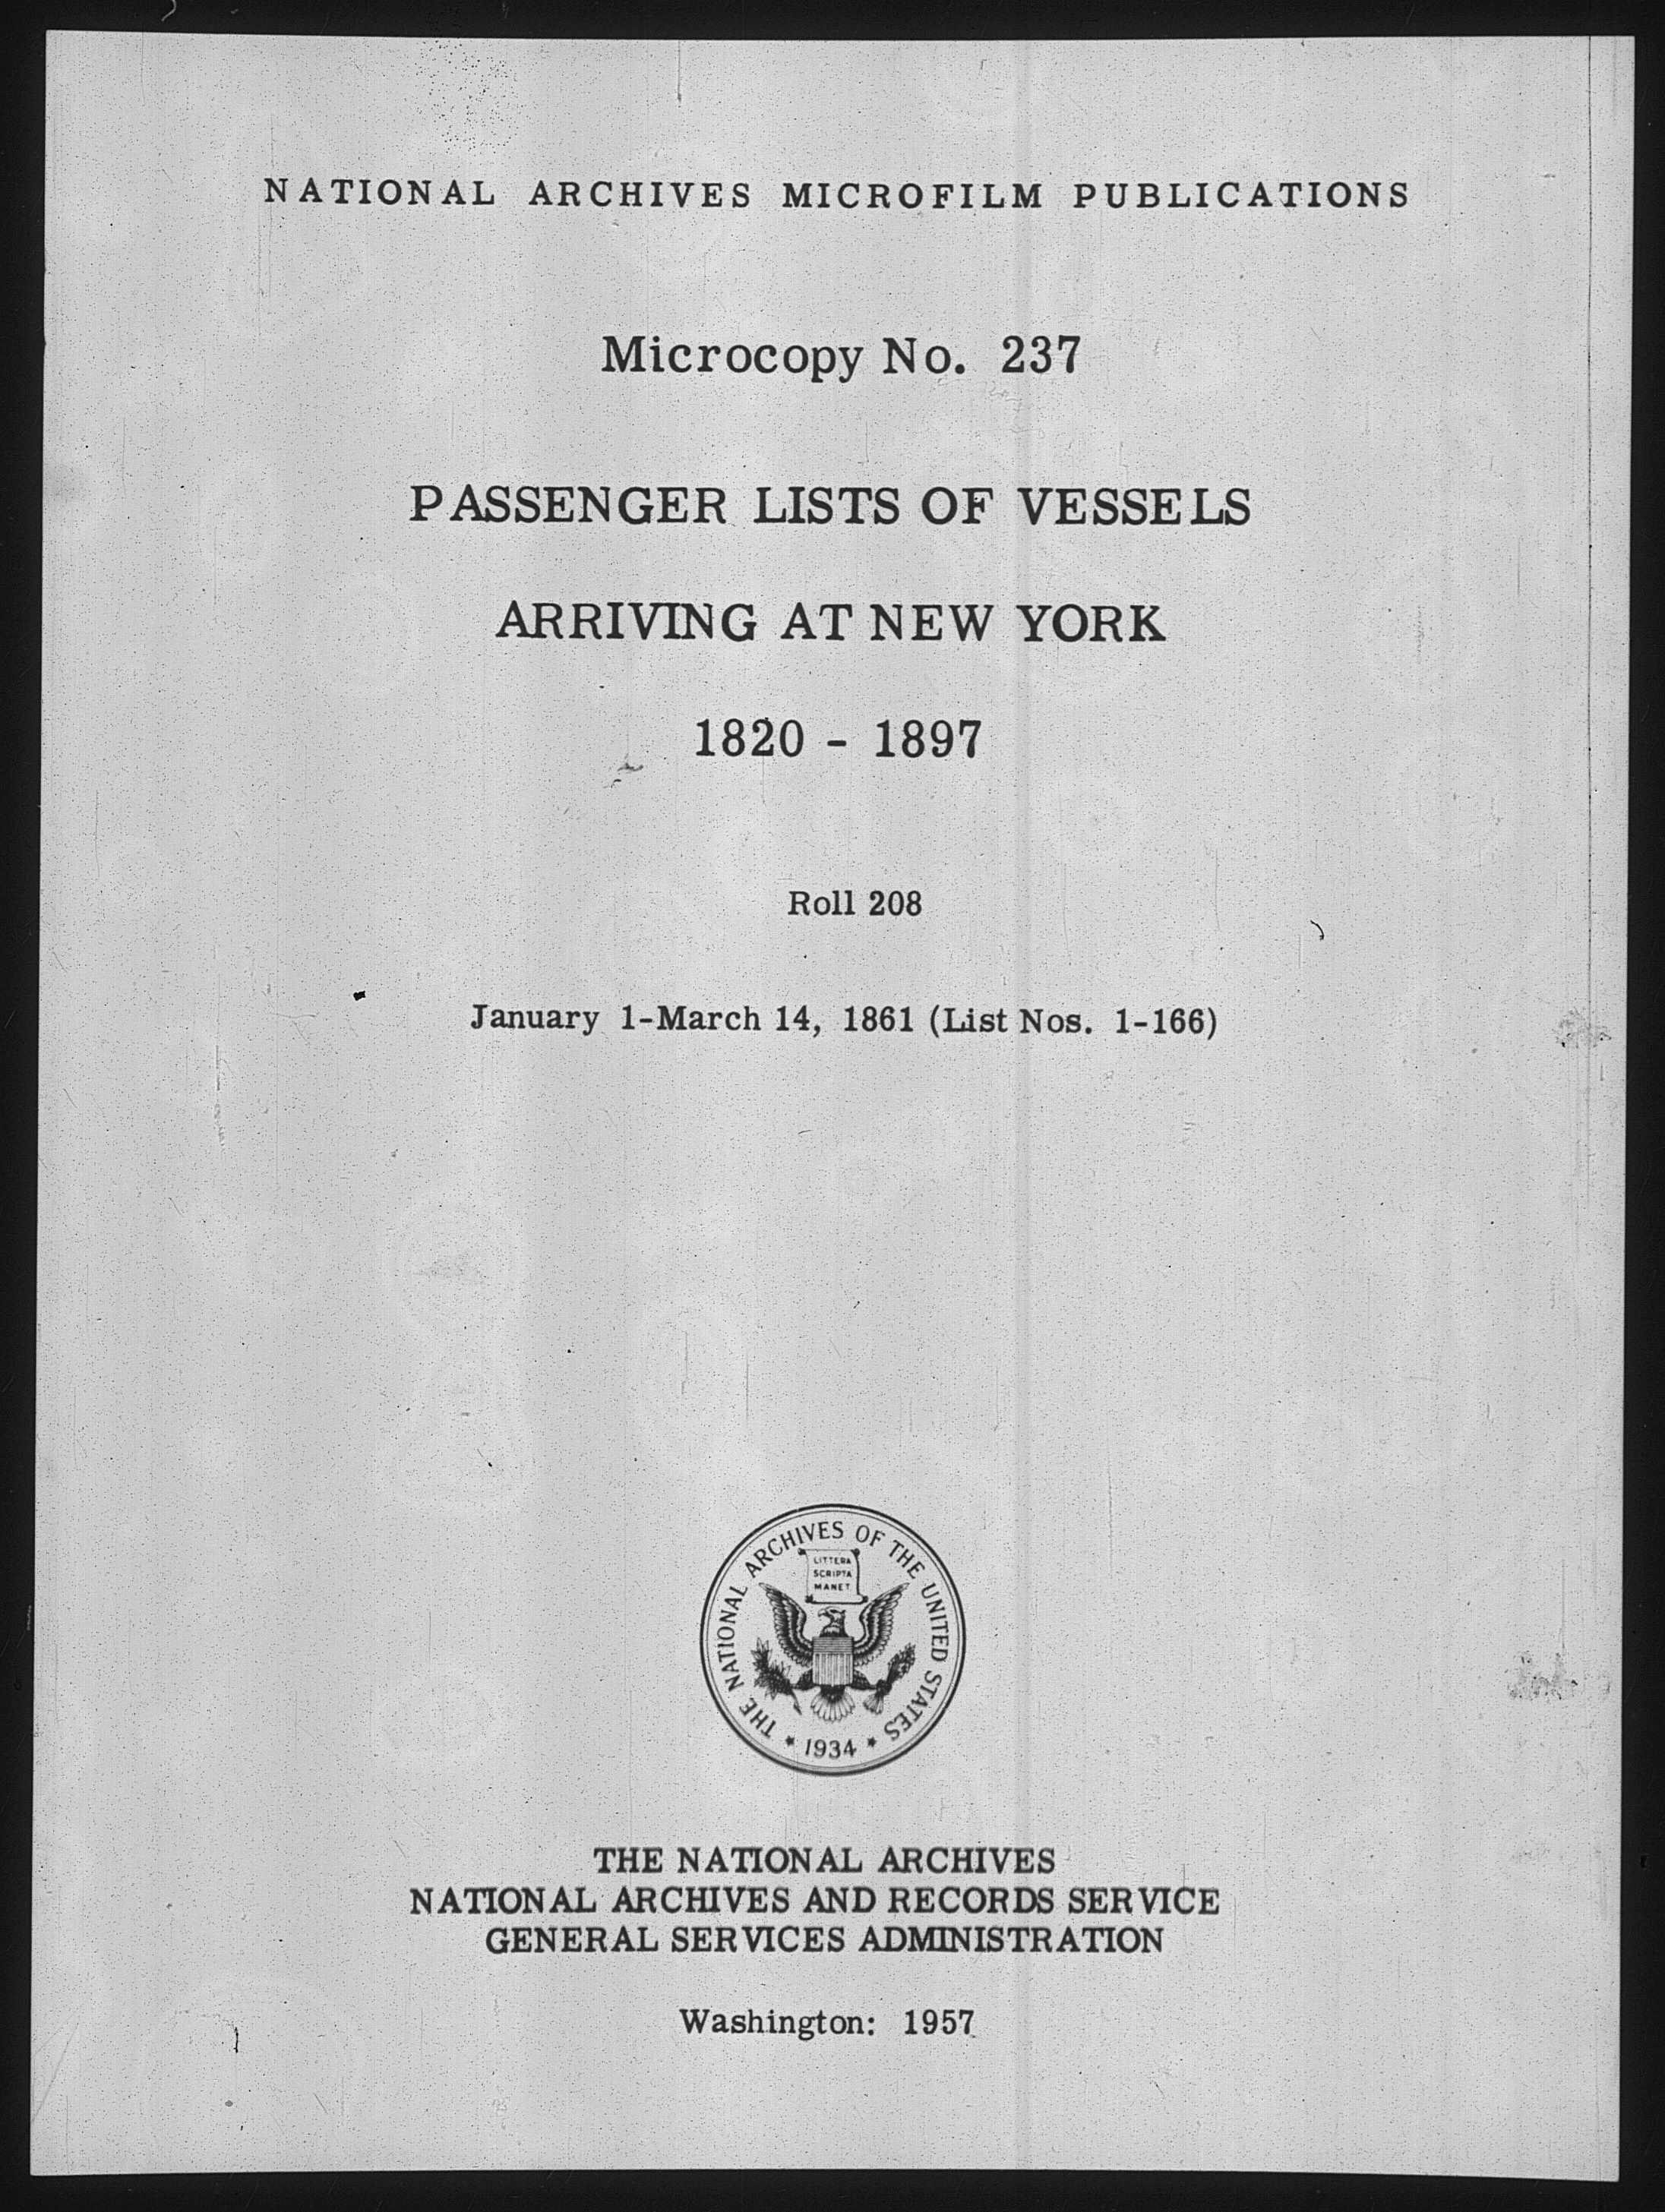 NATIONAL ARCHIVES MICROFILM PUBLICATIONS
Microcopy No. 237
PASSENGER LISTS OF VESSELS
ARRIVING AT NEW YORK
1820 - 1897
Roll 208
January 1-March 14, 1861 (List Nos. 1-166)
THE NATIONAL ARCHIVES OF THE UNITED STATES
LITTERA
SCRIPTA
MANET
* 1934 *
THE NATIONAL ARCHIVES
NATIONAL ARCHIVES AND RECORDS SERVICE
GENERAL SERVICES ADMINISTRATION
Washington: 1957